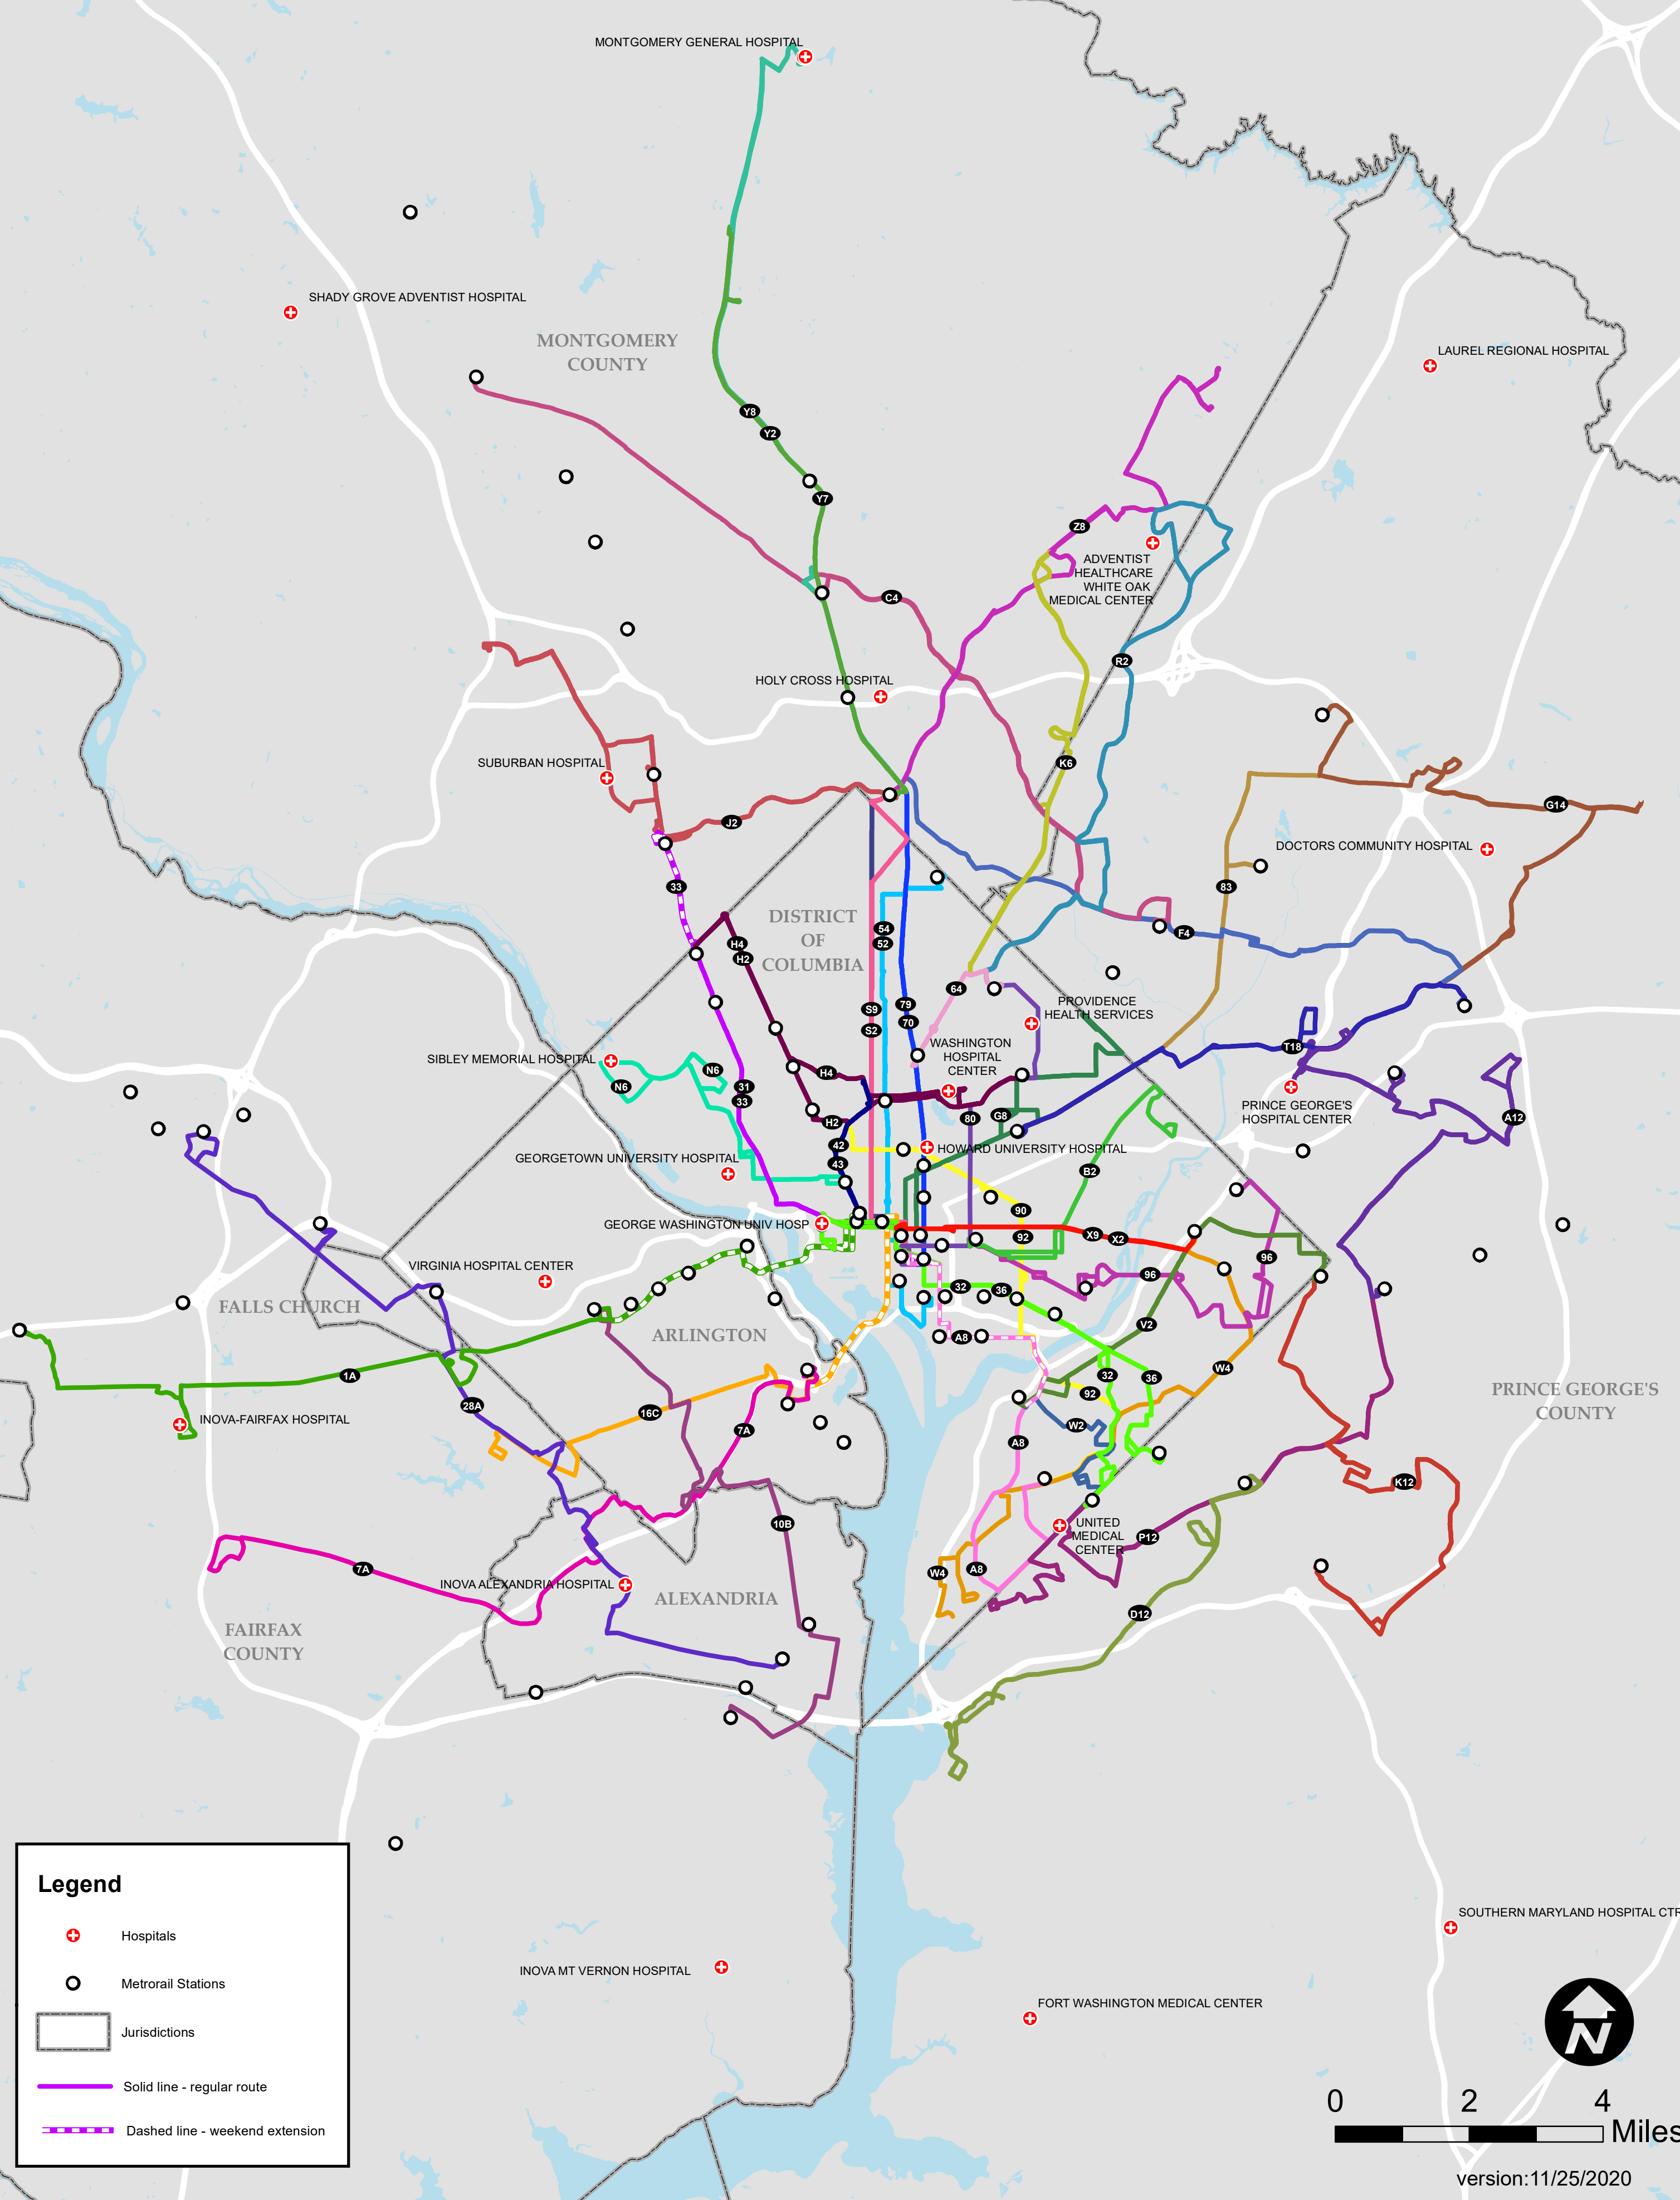 MONTGOMERY GENERAL HOSPITAL
SHADY GROVE ADVENTIST HOSPITAL
MONTGOMERY
COUNTY
LAUREL REGIONAL HOSPITAL
Y8
Y2
Y7
Z8
ADVENTIST
HEALTHCARE
WHITE OAK
MEDICAL CENTER
C4
R2
HOLY CROSS HOSPITAL
SUBURBAN HOSPITAL
K6
J2
G14
DOCTORS COMMUNITY HOSPITAL
33
83
DISTRICT
OF
COLUMBIA
54
52
H4
H2
F4
64
PROVIDENCE
HEALTH SERVICES
S9
S2
79
70
WASHINGTON
HOSPITAL
CENTER
T18
SIBLEY MEMORIAL HOSPITAL
N6
N6
H4
31
33
PRINCE GEORGE'S
HOSPITAL CENTER
A12
H2
80
G8
42
43
HOWARD UNIVERSITY HOSPITAL
GEORGETOWN UNIVERSITY HOSPITAL
B2
90
92
GEORGE WASHINGTON UNIV HOSP
X9
X2
96
96
VIRGINIA HOSPITAL CENTER
32
36
FALLS CHURCH
ARLINGTON
A8
V2
1A
W4
32
36
92
PRINCE GEORGE'S
COUNTY
28A
16C
INOVA-FAIRFAX HOSPITAL
7A
W2
A8
K12
10B
UNITED
MEDICAL
CENTER
P12
7A
W4
A8
INOVA ALEXANDRIA HOSPITAL
ALEXANDRIA
D12
FAIRFAX
COUNTY
SOUTHERN MARYLAND HOSPITAL CTR
INOVA MT VERNON HOSPITAL
FORT WASHINGTON MEDICAL CENTER
Legend
Hospitals
Metrorail Stations
Jurisdictions
Solid line - regular route
Dashed line - weekend extension
N
0 2 4
Miles
version:11/25/2020